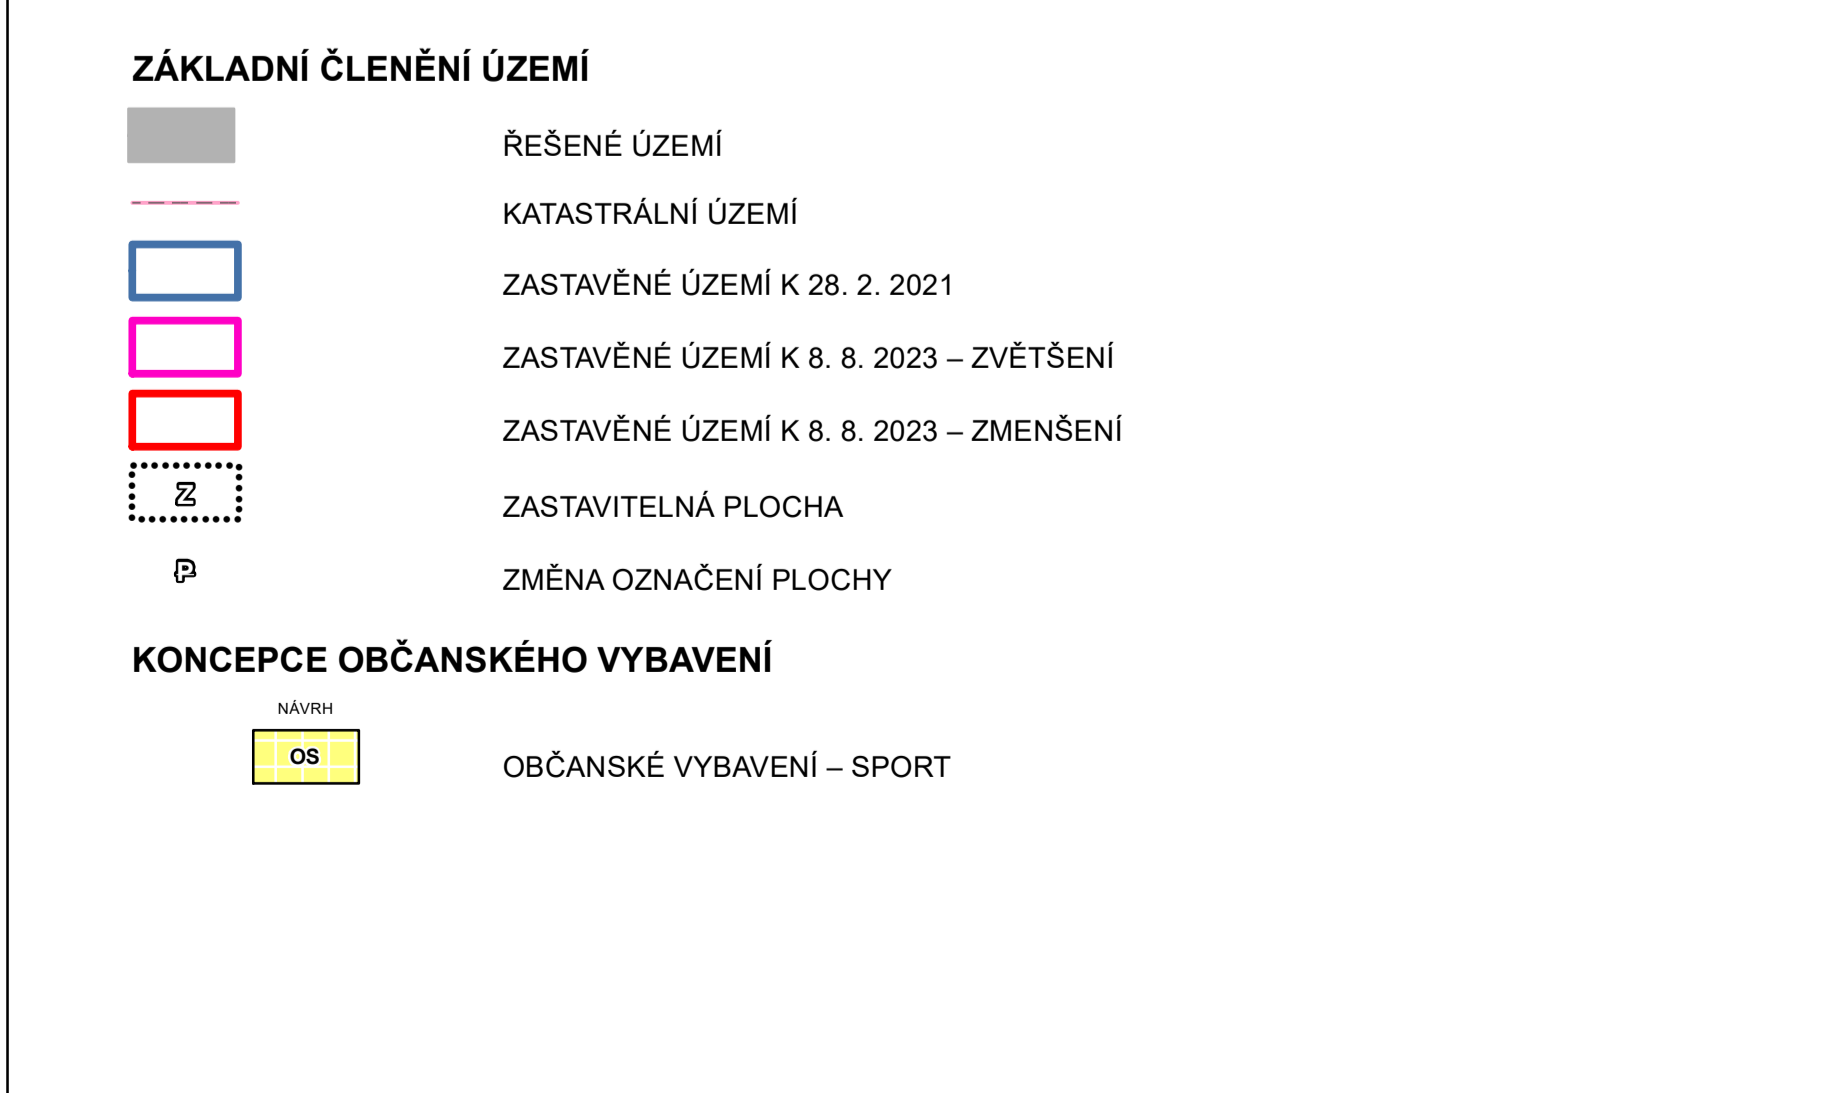 ZÁKLADNÍ ČLENĚNÍ ÚZEMÍ
ŘEŠENÉ ÚZEMÍ
KATASTRÁLNÍ ÚZEMÍ
ZASTAVĚNÉ ÚZEMÍ K 28. 2. 2021
ZASTAVĚNÉ ÚZEMÍ K 8. 8. 2023 – ZVĚTŠENÍ
ZASTAVĚNÉ ÚZEMÍ K 8. 8. 2023 – ZMENŠENÍ
Z ZASTAVITELNÁ PLOCHA
P ZMĚNA OZNAČENÍ PLOCHY
KONCEPCE OBČANSKÉHO VYBAVENÍ
NÁVRH
OS OBČANSKÉ VYBAVENÍ – SPORT